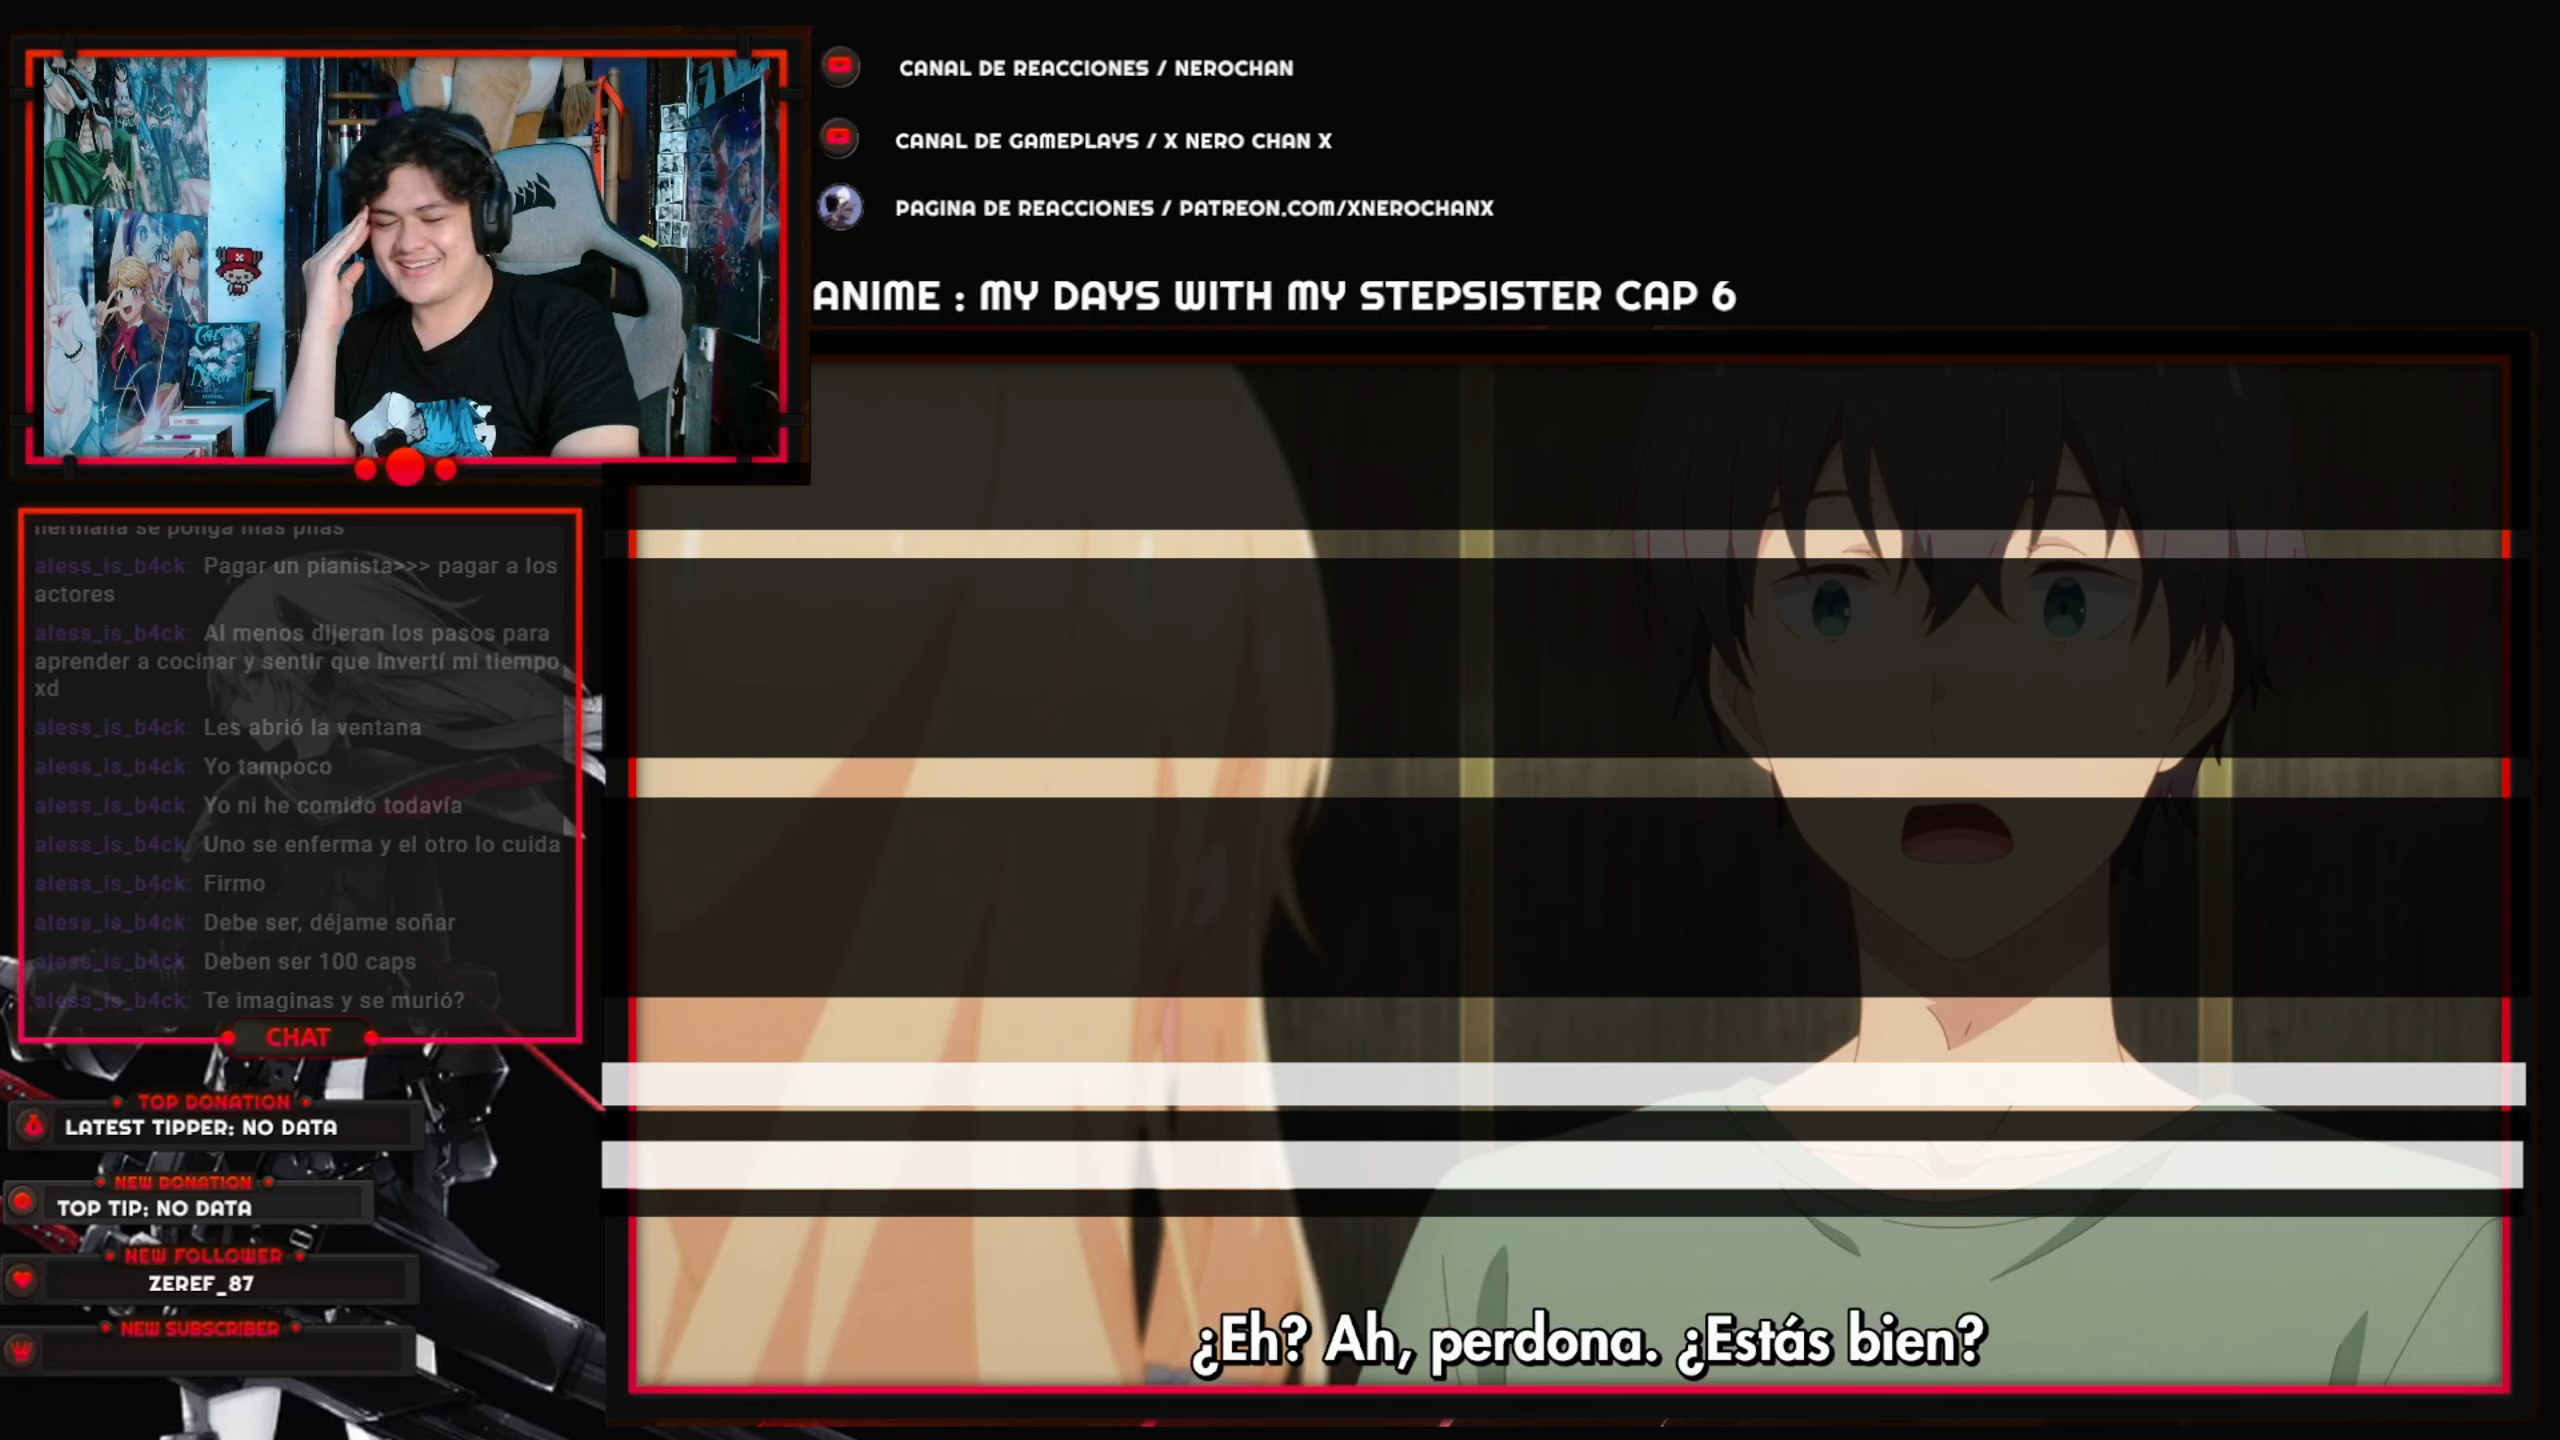 CANAL DE REACCIONES / NEROCHAN
CANAL DE GAMEPLAYS / X NERO CHAN X
PAGINA DE REACCIONES / PATREON.COM/XNEROCHANX
ANIME : MY DAYS WITH MY STEPSISTER CAP 6
hermana se ponga más pilas
aless_is_b4ck: Pagar un pianista>>> pagar a los
actores
aless_is_b4ck: Al menos dijeran los pasos para
aprender a cocinar y sentir que invertí mi tiempo
xd
aless_is_b4ck: Les abrió la ventana
aless_is_b4ck: Yo tampoco
aless_is_b4ck: Yo ni he comido todavía
aless_is_b4ck: Uno se enferma y el otro lo cuida
aless_is_b4ck: Firmo
aless_is_b4ck: Debe ser, déjame soñar
aless_is_b4ck: Deben ser 100 caps
aless_is_b4ck: Te imaginas y se murió?
CHAT
TOP DONATION
LATEST TIPPER: NO DATA
NEW DONATION
TOP TIP: NO DATA
NEW FOLLOWER
ZEREF_87
NEW SUBSCRIBER
¿Eh? Ah, perdona. ¿Estás bien?